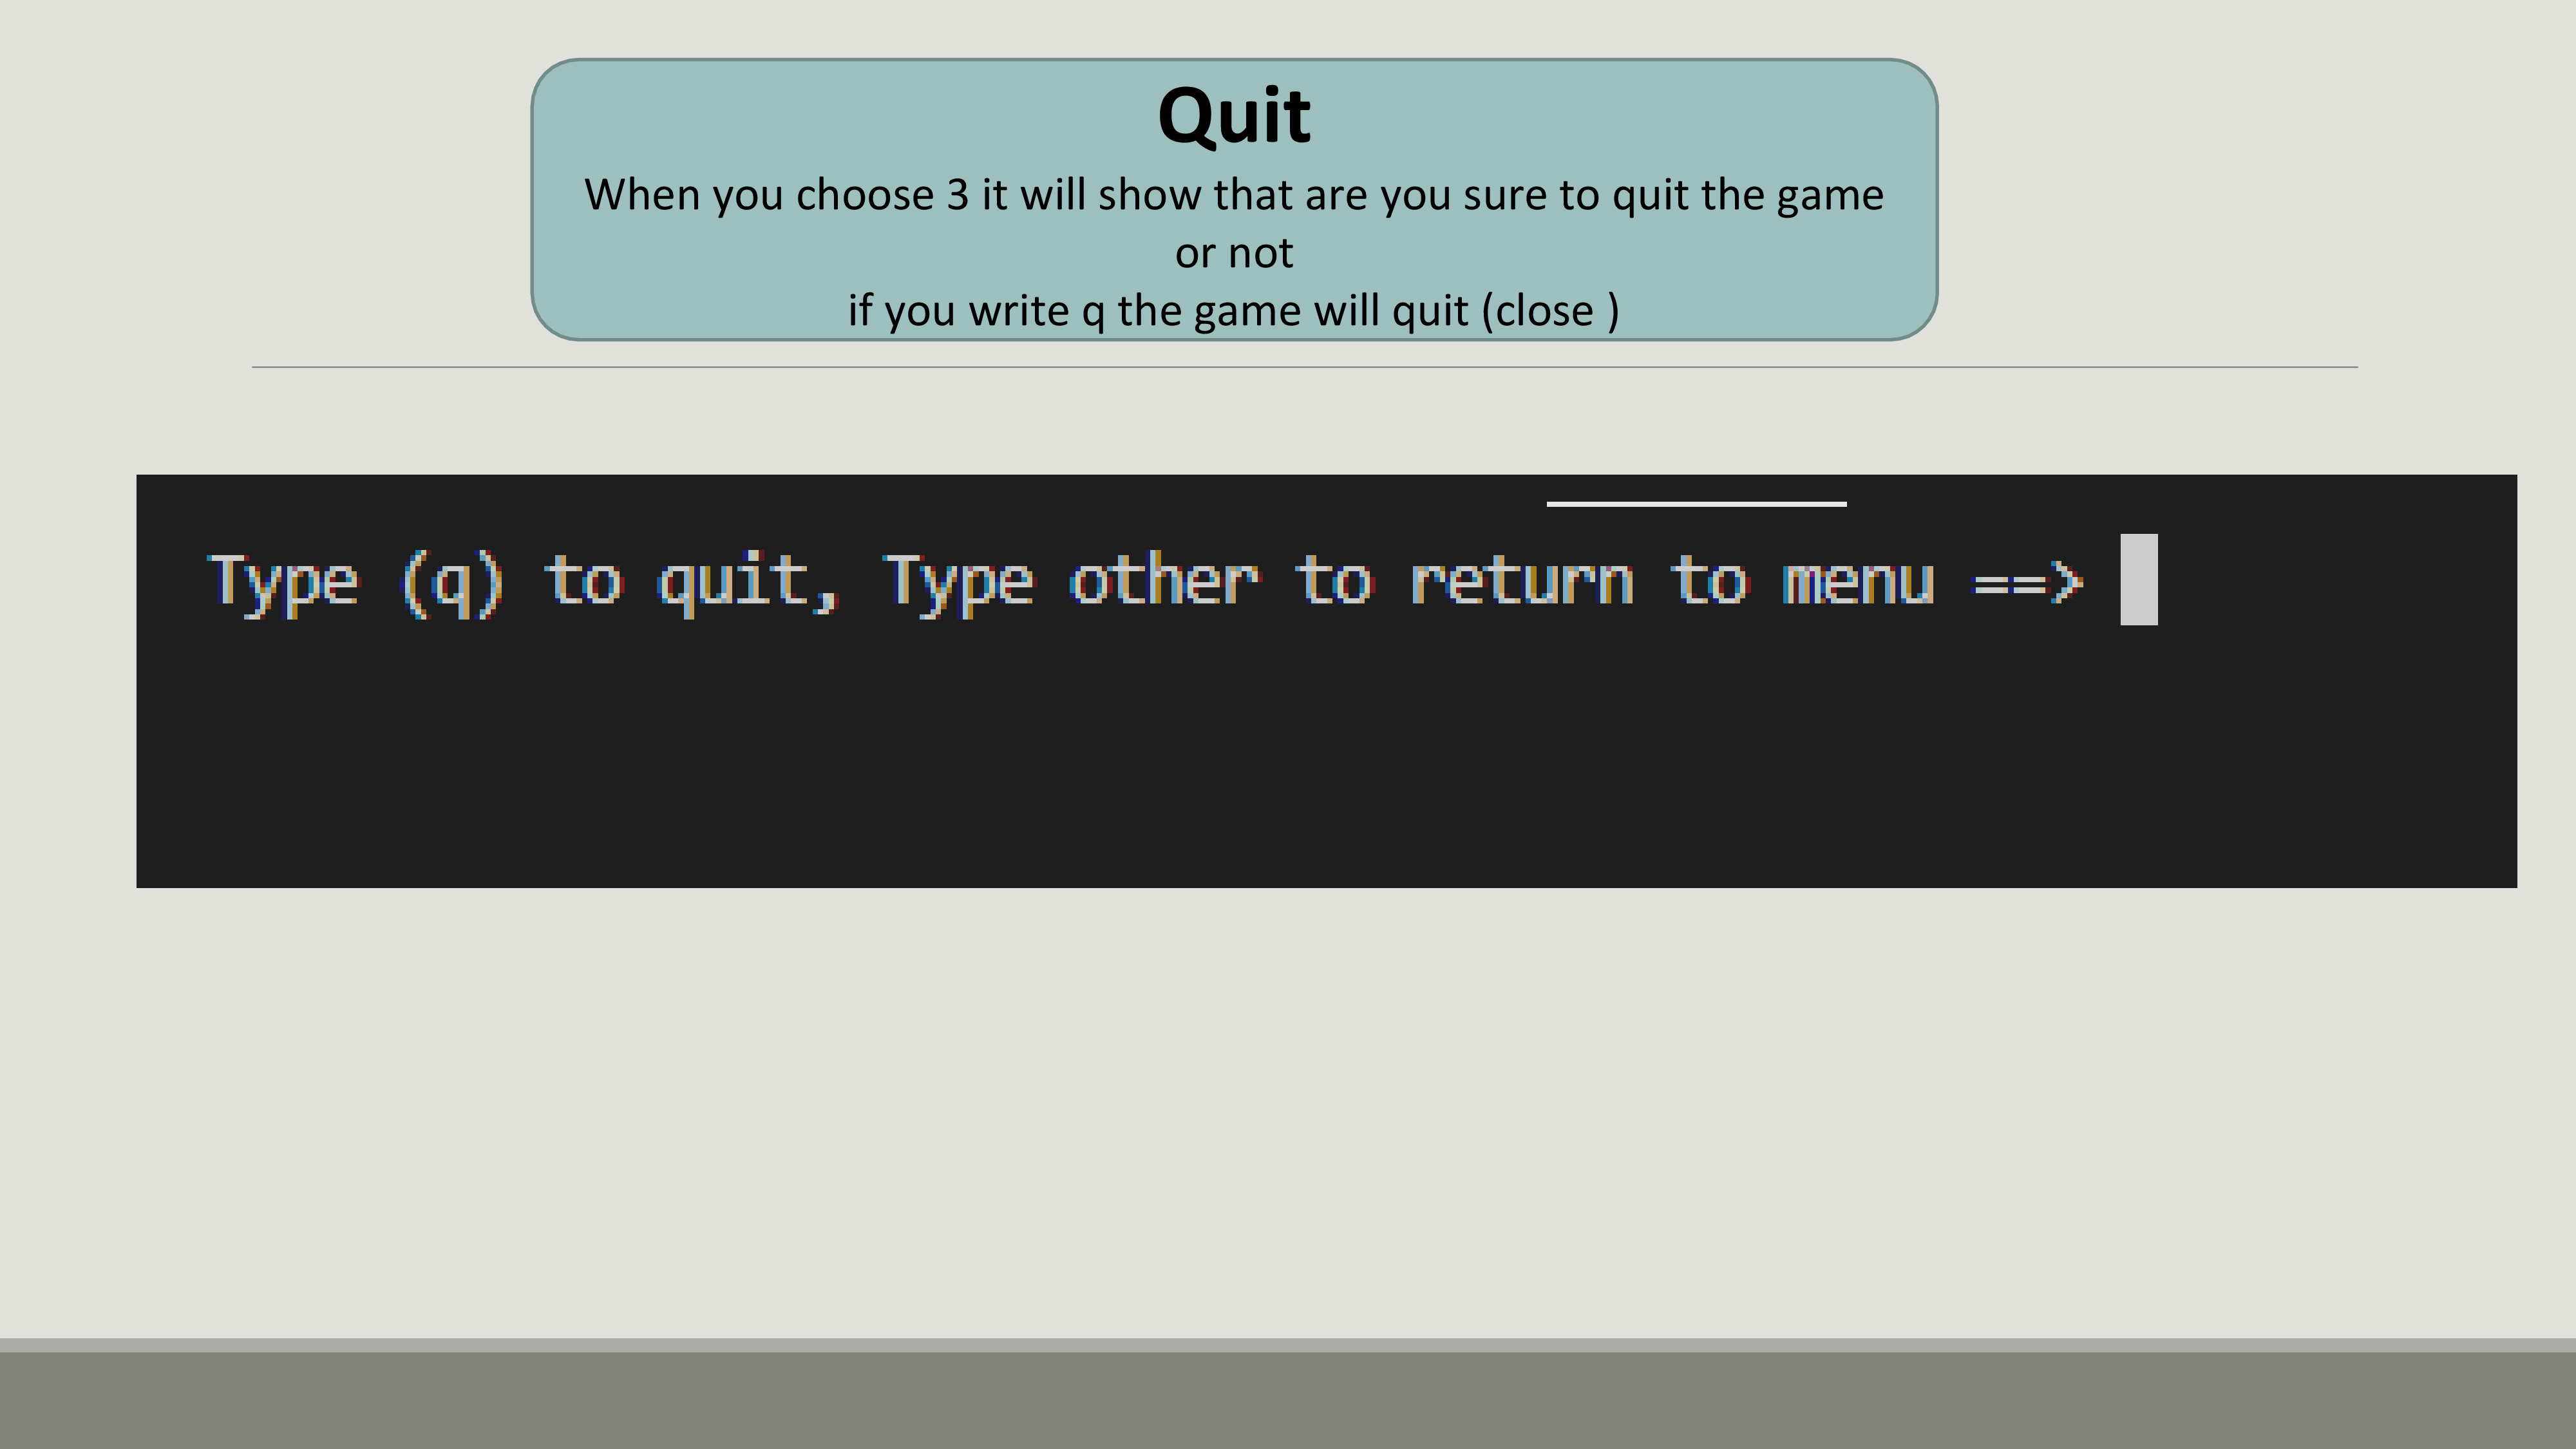 Quit
When you choose 3 it will show that are you sure to quit the game
or not
if you write q the game will quit (close )
Type (q) to quit, Type other to return to menu ==>